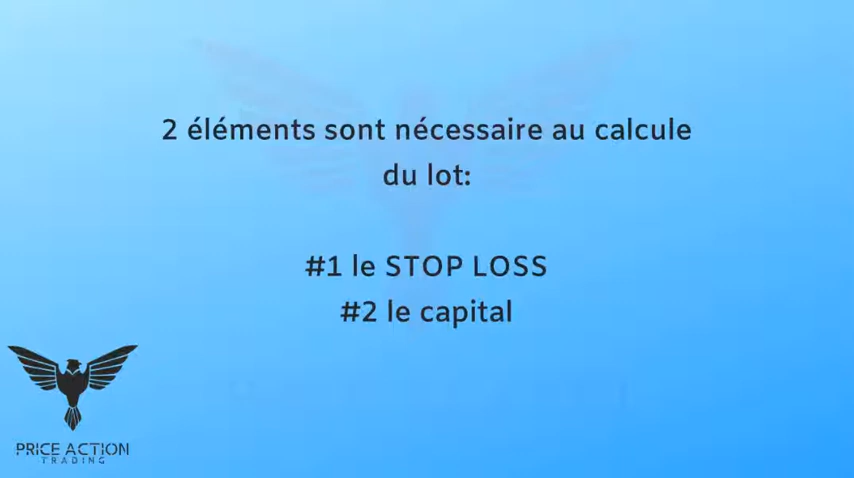 2 éléments sont nécessaire au calcule
du lot:
#1 le STOP LOSS
#2 le capital
PRICE ACTION
TRADING